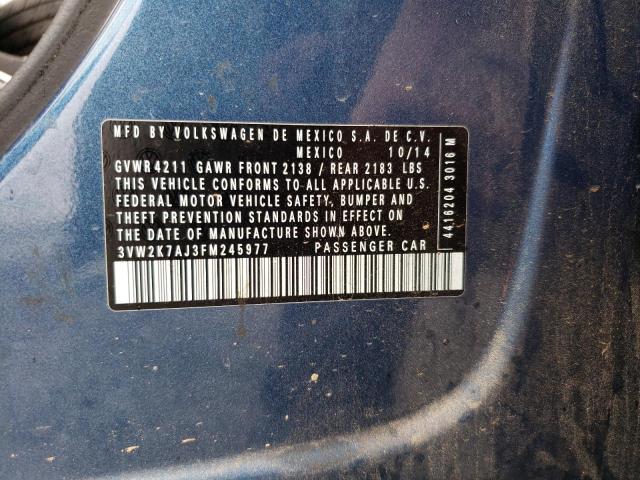 MFD BY VOLKSWAGEN DE MEXICO S.A. DE C.V.
MEXICO 10/14
GVWR 4211 GAWR FRONT 2138 / REAR 2183 LBS
THIS VEHICLE CONFORMS TO ALL APPLICABLE U.S.
FEDERAL MOTOR VEHICLE SAFETY, BUMPER AND
THEFT PREVENTION STANDARDS IN EFFECT ON
THE DATE OF MANUFACTURE SHOWN ABOVE.
3VW2K7AJ3FM245977 PASSENGER CAR
4416204 3016 M